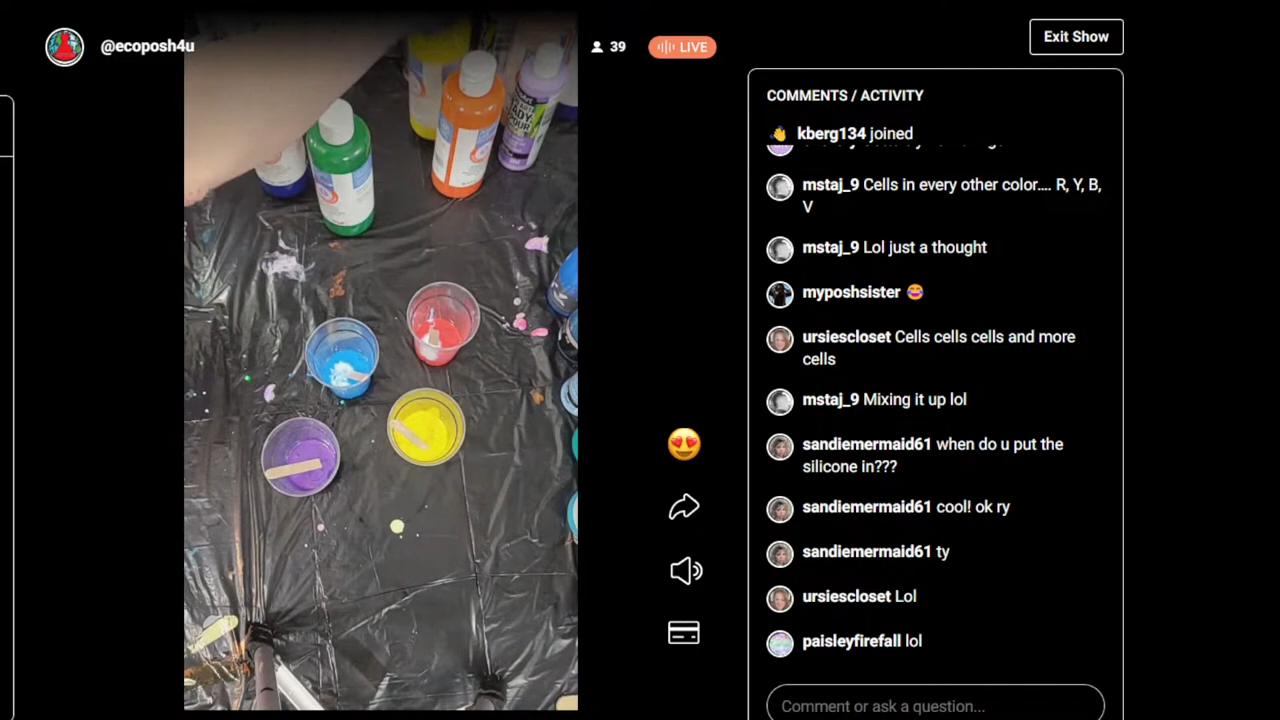 @ecoposh4u
39
LIVE
Exit Show
COMMENTS / ACTIVITY
👋 kberg134 joined
mstaj_9 Cells in every other color.... R, Y, B,
V
mstaj_9 Lol just a thought
myposhsister 😂
ursiescloset Cells cells cells and more
cells
mstaj_9 Mixing it up lol
sandiemermaid61 when do u put the
silicone in???
sandiemermaid61 cool! ok ry
sandiemermaid61 ty
ursiescloset Lol
paisleyfirefall lol
Comment or ask a question...